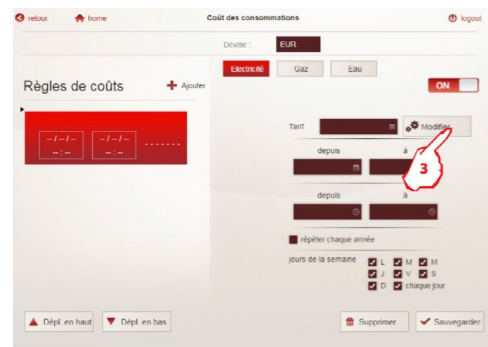 retour home Coût des consommations logout
Devise : EUR
Electricité Gaz Eau
Règles de coûts Ajouter
ON
--/--/-- --/--/--
--:-- --:-- -------
Tarif Modifier
depuis à
3
depuis à
répéter chaque année
jours de la semaine L M M
J V S
D chaque jour
Dépl. en haut Dépl. en bas Supprimer Sauvegarder